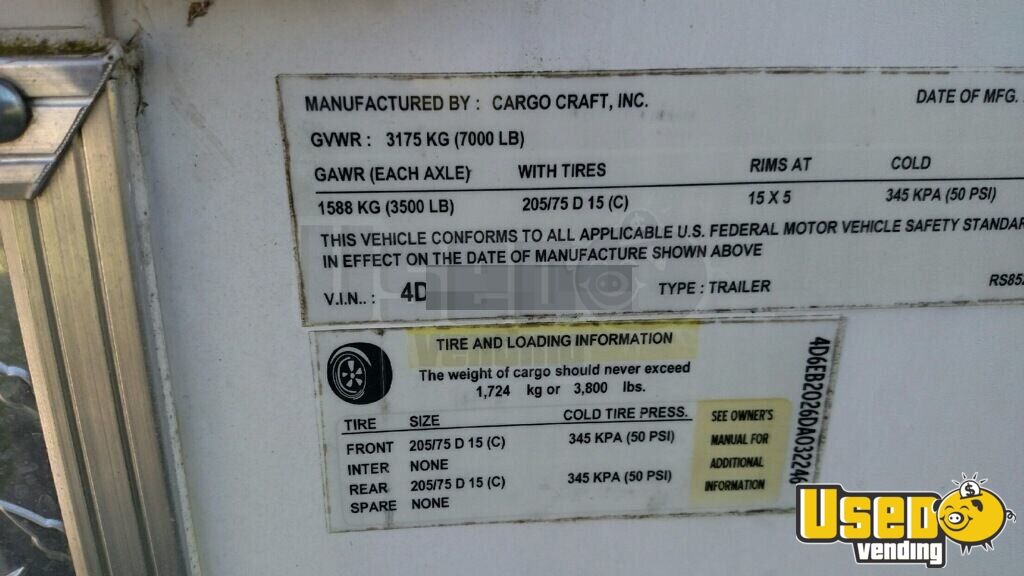 MANUFACTURED BY : CARGO CRAFT, INC. DATE OF MFG.
GVWR : 3175 KG (7000 LB)
GAWR (EACH AXLE) WITH TIRES RIMS AT COLD
1588 KG (3500 LB) 205/75 D 15 (C) 15 X 5 345 KPA (50 PSI)
THIS VEHICLE CONFORMS TO ALL APPLICABLE U.S. FEDERAL MOTOR VEHICLE SAFETY STANDAR
IN EFFECT ON THE DATE OF MANUFACTURE SHOWN ABOVE
V.I.N.. : 4D TYPE : TRAILER RS852
TIRE AND LOADING INFORMATION
The weight of cargo should never exceed
1,724 kg or 3,800 lbs.
TIRE SIZE COLD TIRE PRESS.
FRONT 205/75 D 15 (C) 345 KPA (50 PSI)
INTER NONE
REAR 205/75 D 15 (C) 345 KPA (50 PSI)
SPARE NONE
SEE OWNER'S
MANUAL FOR
ADDITIONAL
INFORMATION
4D6EB2026DA032246
Used
vending